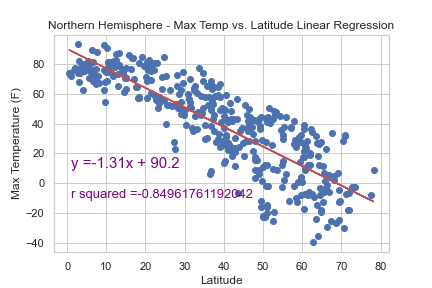 Northern Hemisphere - Max Temp vs. Latitude Linear Regression
Max Temperature (F)
80
60
40
20
0
−20
−40
y =-1.31x + 90.2
r squared =-0.84961761192042
0 10 20 30 40 50 60 70 80
Latitude